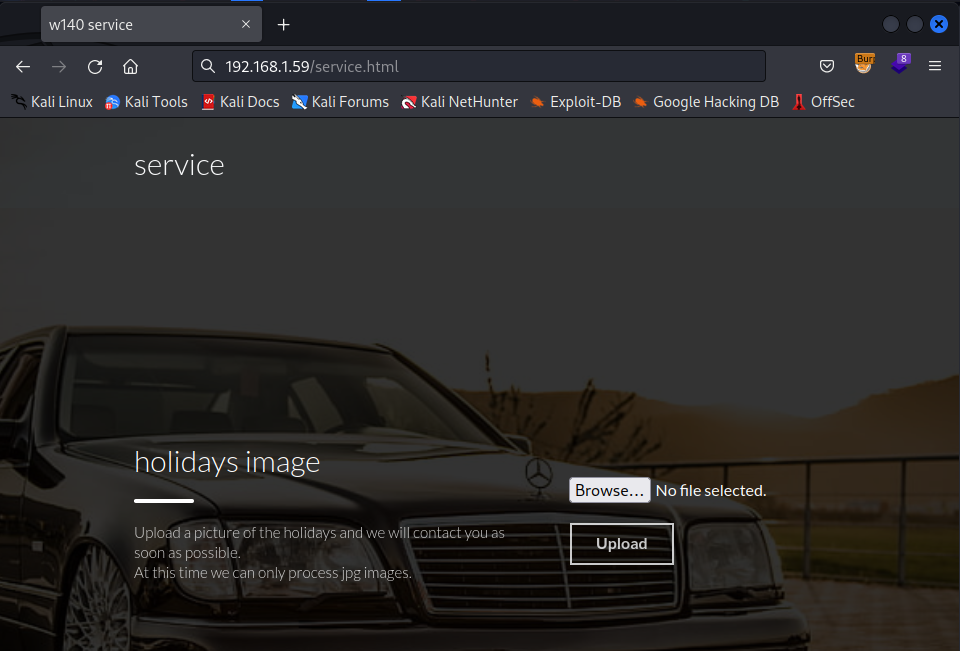 w140 service
Burr
8
192.168.1.59/service.html
Kali Linux
Kali Tools
Kali Docs
Kali Forums
Kali NetHunter
Exploit-DB
Google Hacking DB
OffSec
service
holidays image
Browse... No file selected.
Upload a picture of the holidays and we will contact you as
soon as possible.
At this time we can only process jpg images.
Upload